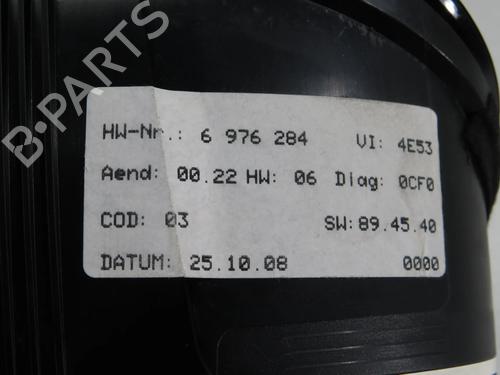 B-PARTS
HW-Nr.: 6 976 284 VI: 4E53
Aend: 00.22 HW: 06 Diag: 0CF0
COD: 03 SW: 89.45.40
DATUM: 25.10.08 0000